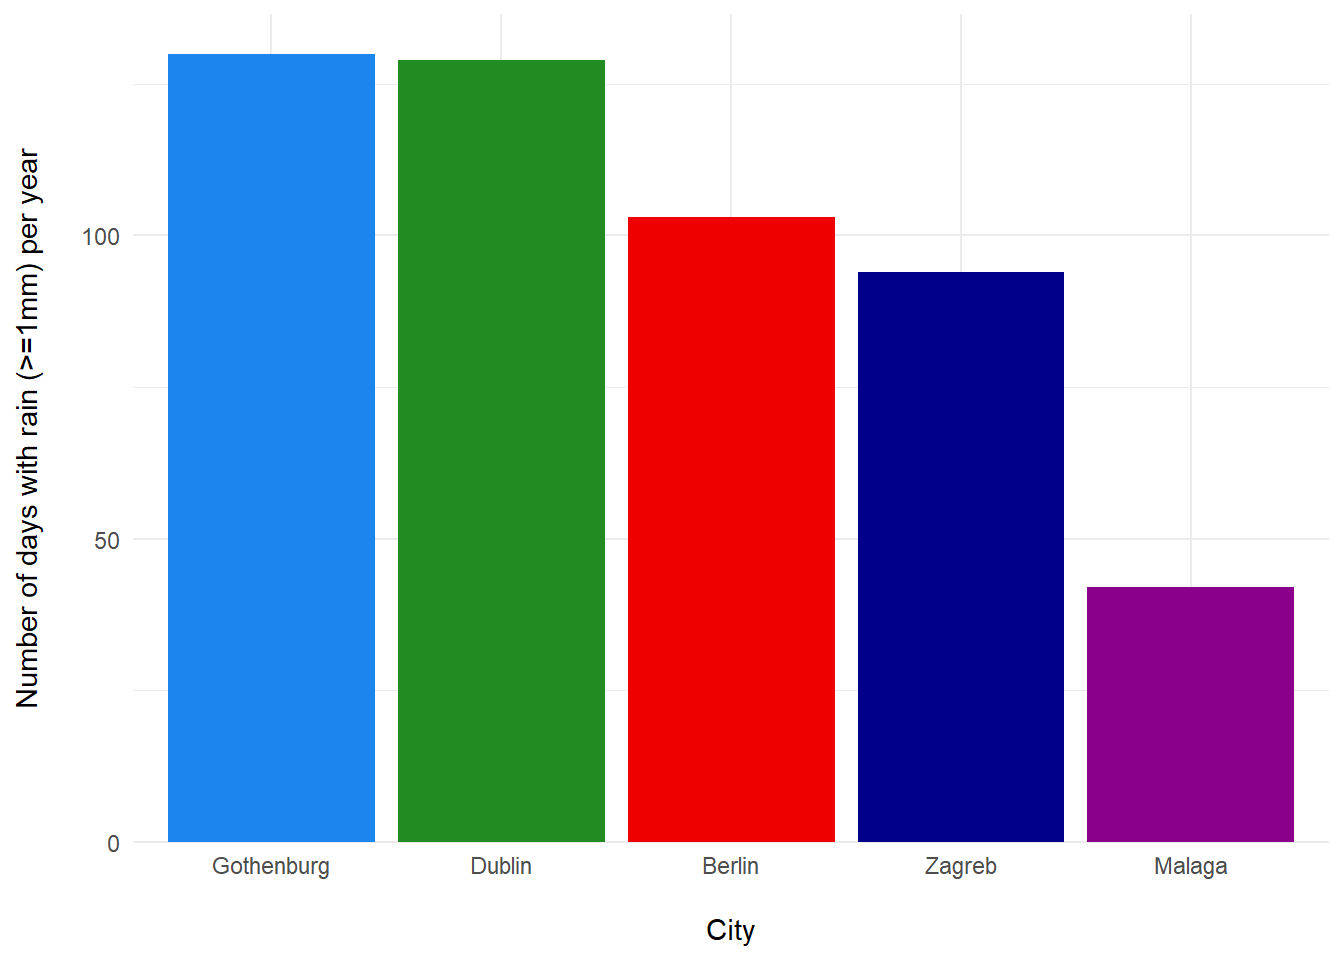 Number of days with rain (>=1mm) per year
100
50
0
Gothenburg
Dublin
Berlin
Zagreb
Malaga
City